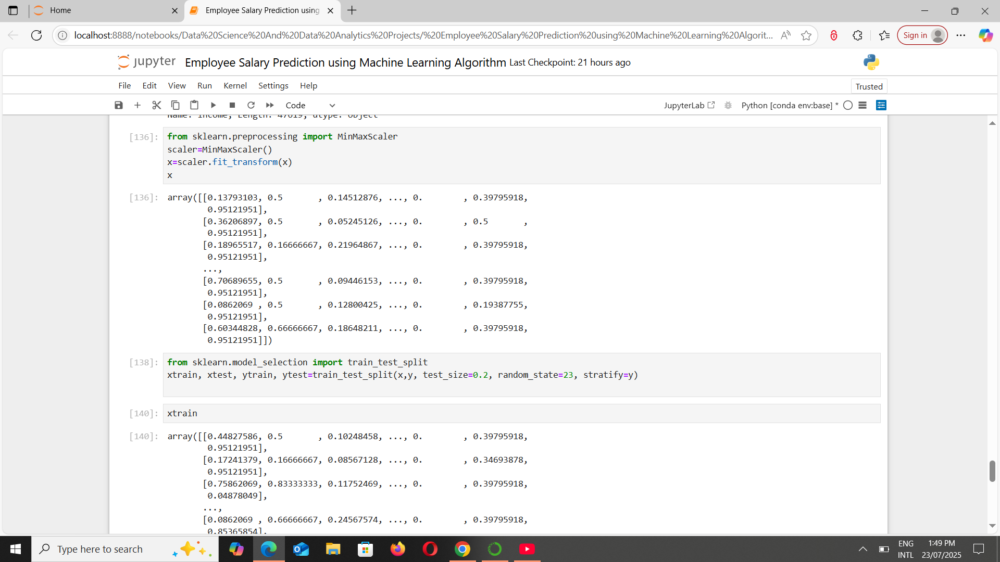 Home
Employee Salary Prediction using
localhost:8888/notebooks/Data%20Science%20And%20Data%20Analytics%20Projects/%20Employee%20Salary%20Prediction%20using%20Machine%20Learning%20Algorit...
Sign in
jupyter Employee Salary Prediction using Machine Learning Algorithm Last Checkpoint: 21 hours ago
File Edit View Run Kernel Settings Help
Trusted
Code
JupyterLab Python [conda env:base] *
Name: income, Length: 47619, dtype: object
[136]: from sklearn.preprocessing import MinMaxScaler
scaler=MinMaxScaler()
x=scaler.fit_transform(x)
x
[136]: array([[0.13793103, 0.5       , 0.14512876, ..., 0.        , 0.39795918,
0.95121951],
[0.36206897, 0.5       , 0.05245126, ..., 0.        , 0.5       ,
0.95121951],
[0.18965517, 0.16666667, 0.21964867, ..., 0.        , 0.39795918,
0.95121951],
...,
[0.70689655, 0.5       , 0.09446153, ..., 0.        , 0.39795918,
0.95121951],
[0.0862069 , 0.5       , 0.12800425, ..., 0.        , 0.19387755,
0.95121951],
[0.60344828, 0.66666667, 0.18648211, ..., 0.        , 0.39795918,
0.95121951]])
[138]: from sklearn.model_selection import train_test_split
xtrain, xtest, ytrain, ytest=train_test_split(x,y, test_size=0.2, random_state=23, stratify=y)
[140]: xtrain
[140]: array([[0.44827586, 0.5       , 0.10248458, ..., 0.        , 0.39795918,
0.95121951],
[0.17241379, 0.16666667, 0.08567128, ..., 0.        , 0.34693878,
0.95121951],
[0.75862069, 0.83333333, 0.11752469, ..., 0.        , 0.39795918,
0.04878049],
...,
[0.0862069 , 0.66666667, 0.24567574, ..., 0.        , 0.39795918,
0.85365854],
Type here to search
ENG
INTL
1:49 PM
23/07/2025